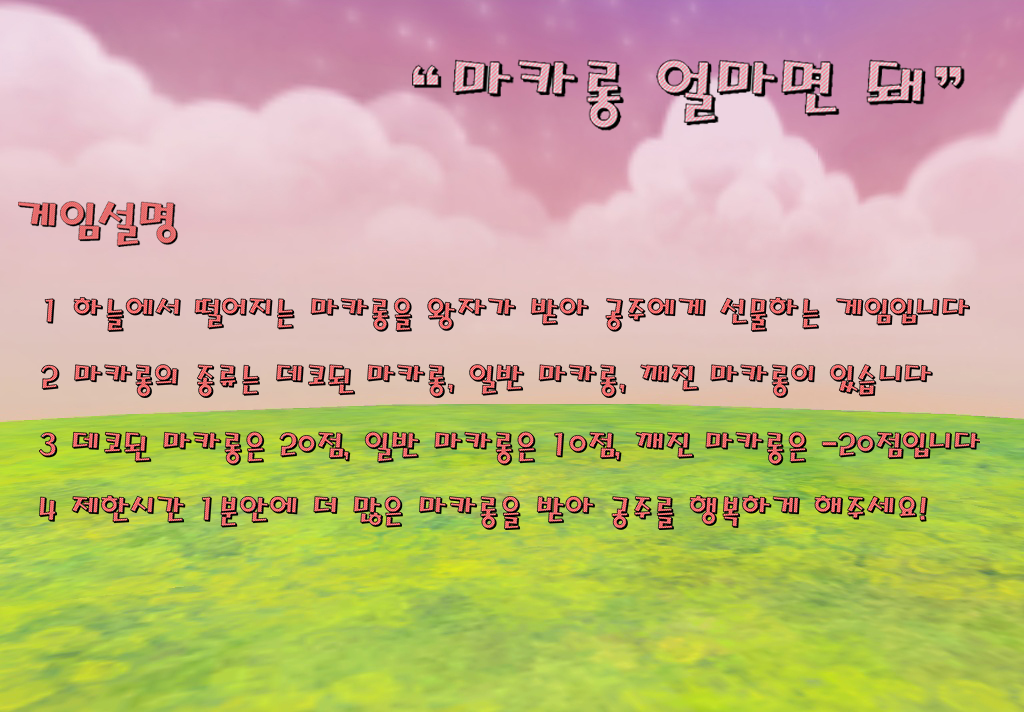 “마카롱 얼마면 돼”
게임설명
1 하늘에서 떨어지는 마카롱을 왕자가 받아 공주에게 선물하는 게임입니다
2 마카롱의 종류는 데코된 마카롱, 일반 마카롱, 깨진 마카롱이 있습니다
3 데코된 마카롱은 20점, 일반 마카롱은 10점, 깨진 마카롱은 -20점입니다
4 제한시간 1분안에 더 많은 마카롱을 받아 공주를 행복하게 해주세요!